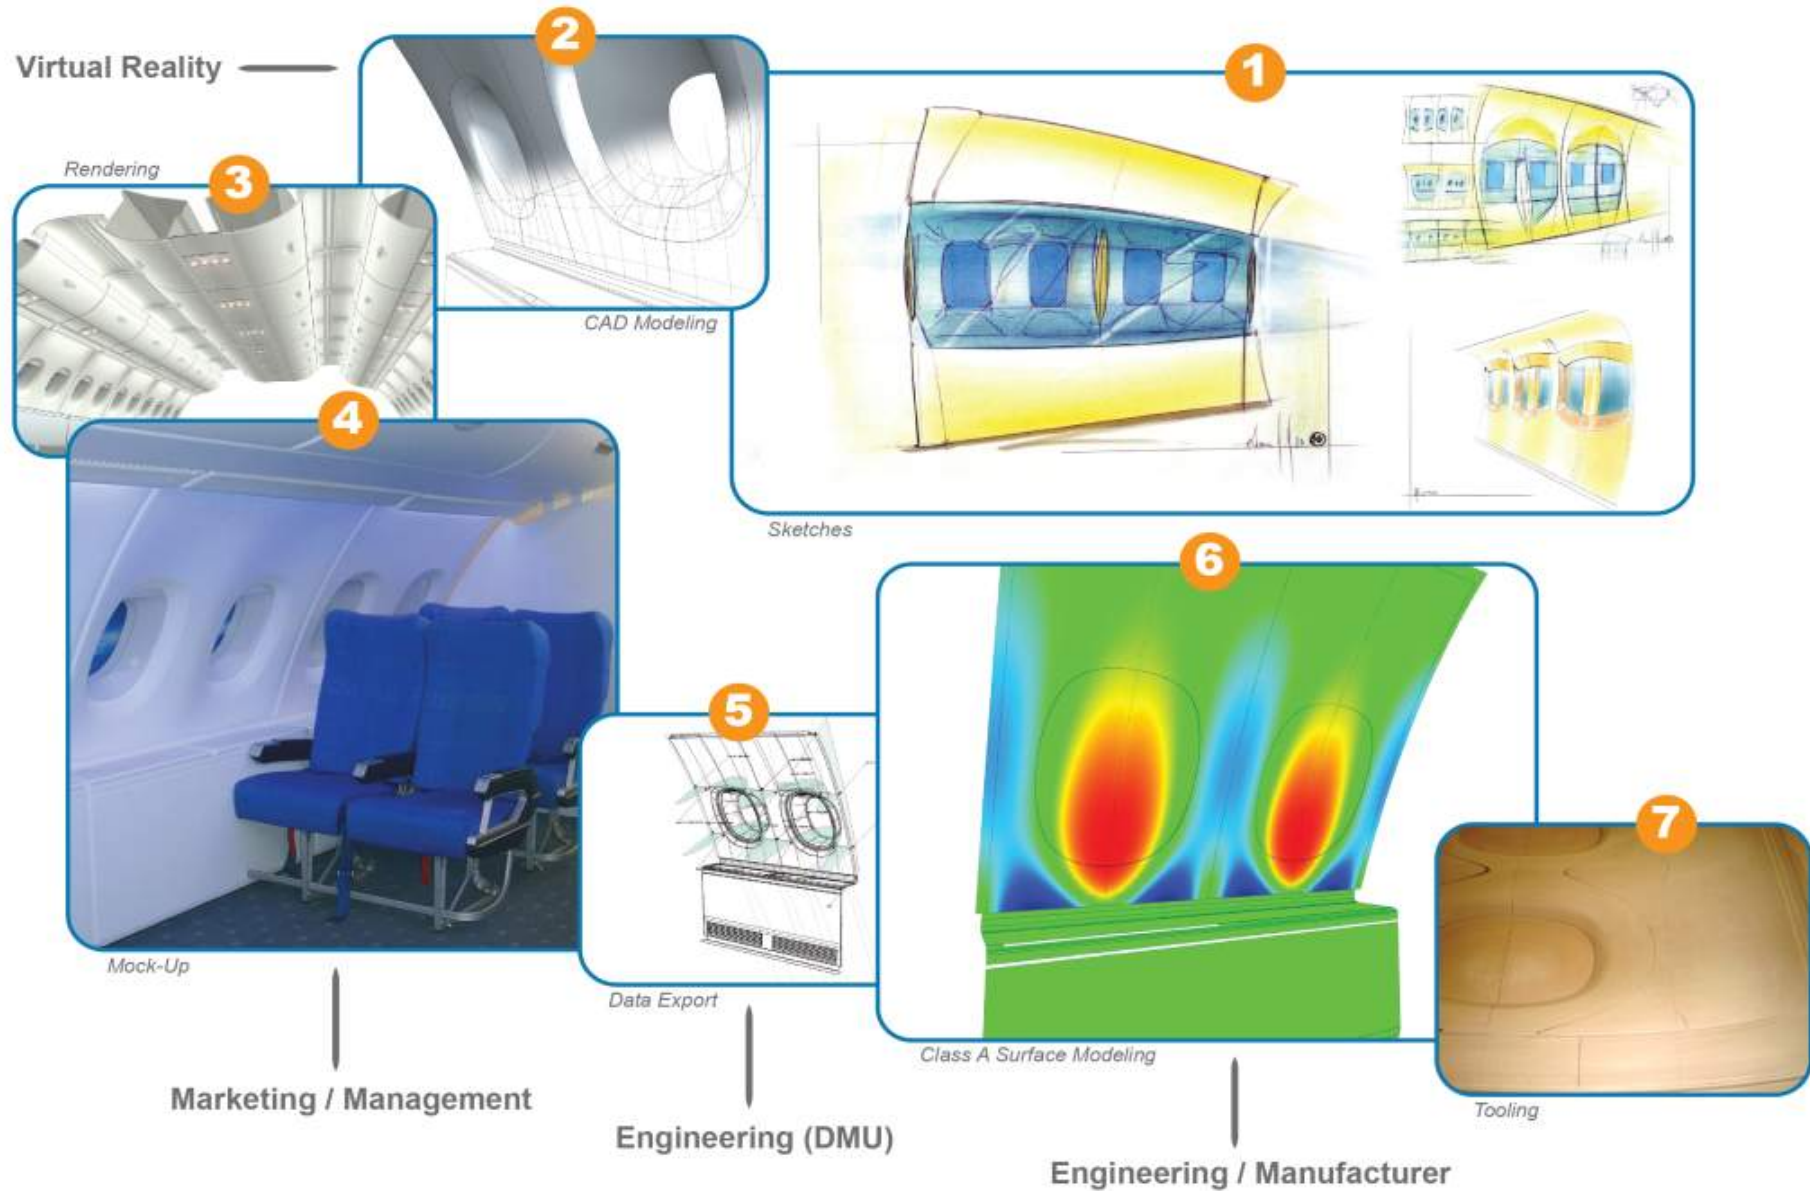 Virtual Reality
2
1
Rendering
3
CAD Modeling
4
Sketches
6
5
7
Mock-Up
Data Export
Class A Surface Modeling
Tooling
Marketing / Management
Engineering (DMU)
Engineering / Manufacturer